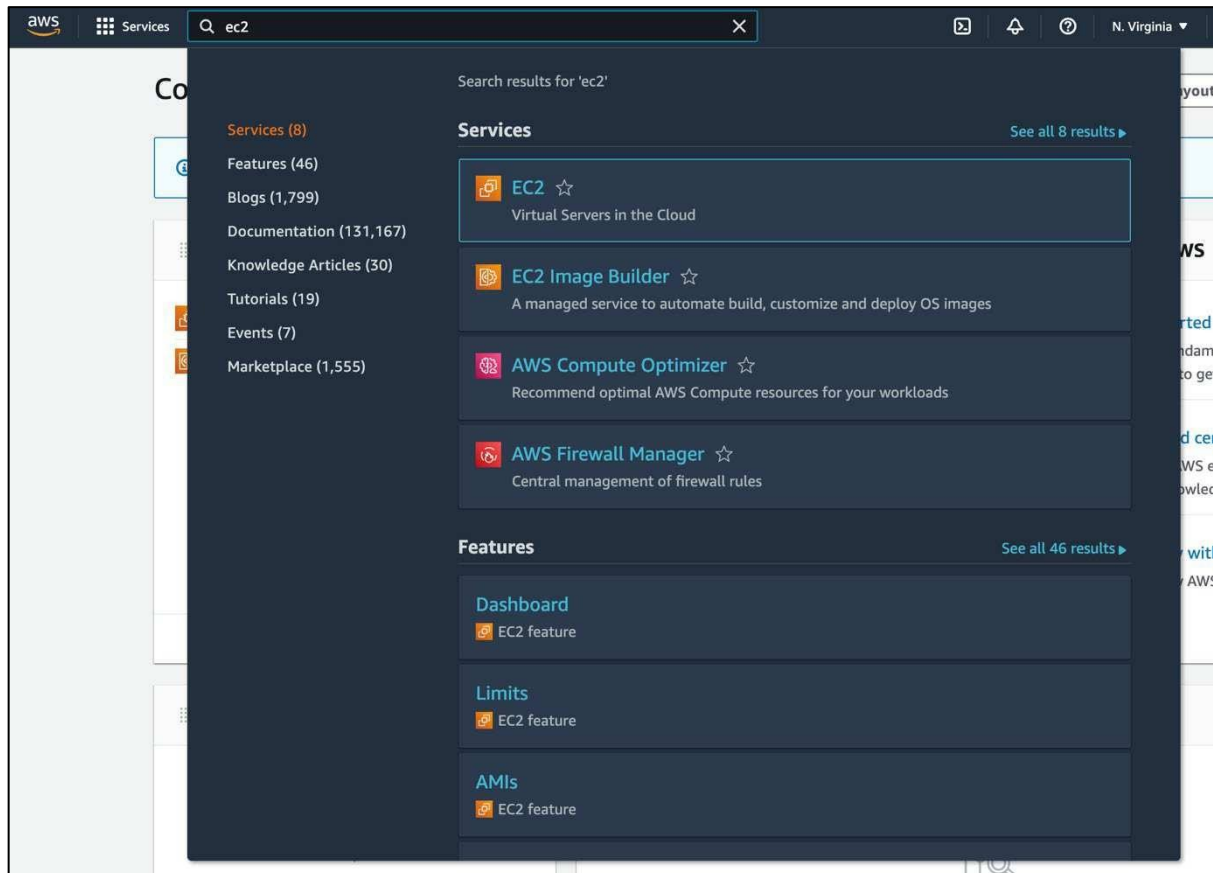 aws
Services
ec2
N. Virginia
Co
Search results for 'ec2'
Services (8)
Features (46)
Blogs (1,799)
Documentation (131,167)
Knowledge Articles (30)
Tutorials (19)
Events (7)
Marketplace (1,555)
Services
See all 8 results
EC2
Virtual Servers in the Cloud
EC2 Image Builder
A managed service to automate build, customize and deploy OS images
AWS Compute Optimizer
Recommend optimal AWS Compute resources for your workloads
AWS Firewall Manager
Central management of firewall rules
Features
See all 46 results
Dashboard
EC2 feature
Limits
EC2 feature
AMIs
EC2 feature